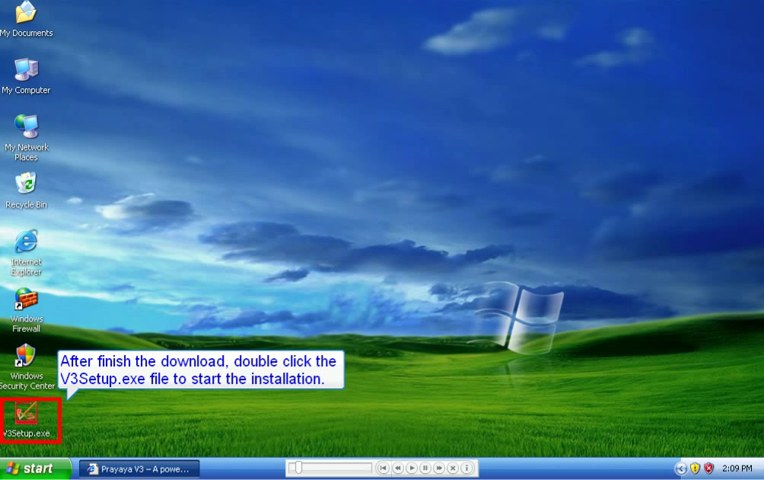 My Documents
My Computer
My Network
Places
Recycle Bin
Internet
Explorer
Windows
Firewall
Windows
Security Center
After finish the download, double click the
V3Setup.exe file to start the installation.
V3Setup.exe
start
Prayaya V3 – A powe...
2:09 PM